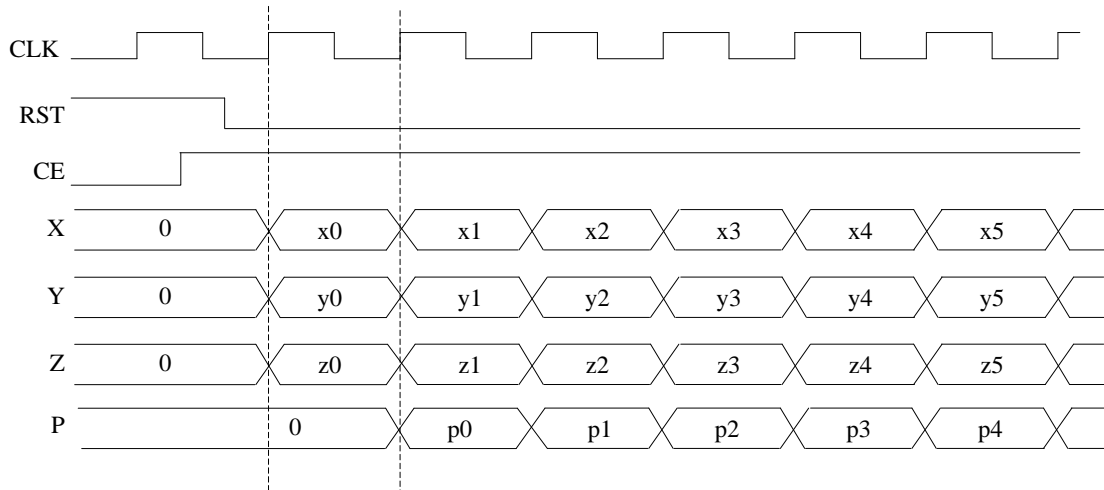 CLK
RST
CE
X 0 x0 x1 x2 x3 x4 x5
Y 0 y0 y1 y2 y3 y4 y5
Z 0 z0 z1 z2 z3 z4 z5
P 0 p0 p1 p2 p3 p4